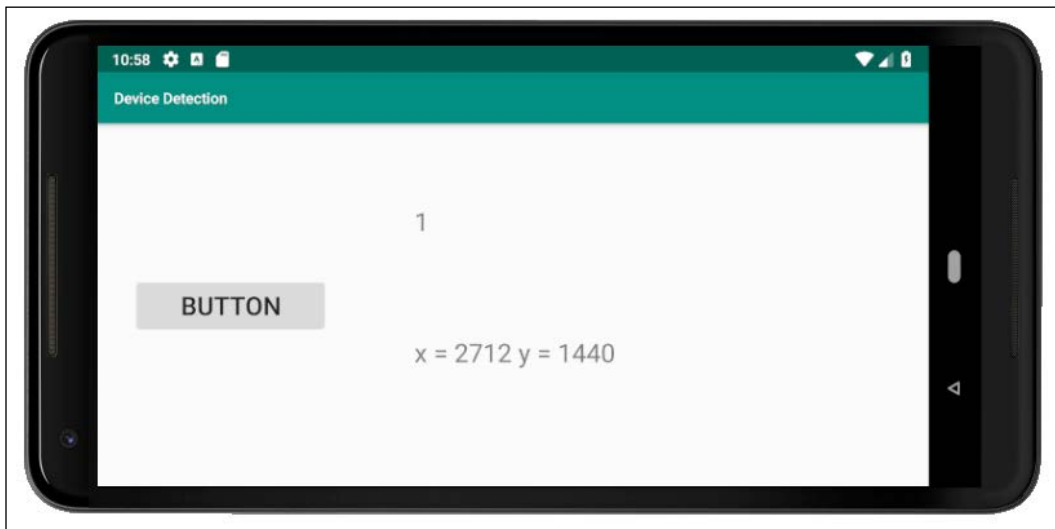 10:58
Device Detection
1
BUTTON
x = 2712 y = 1440